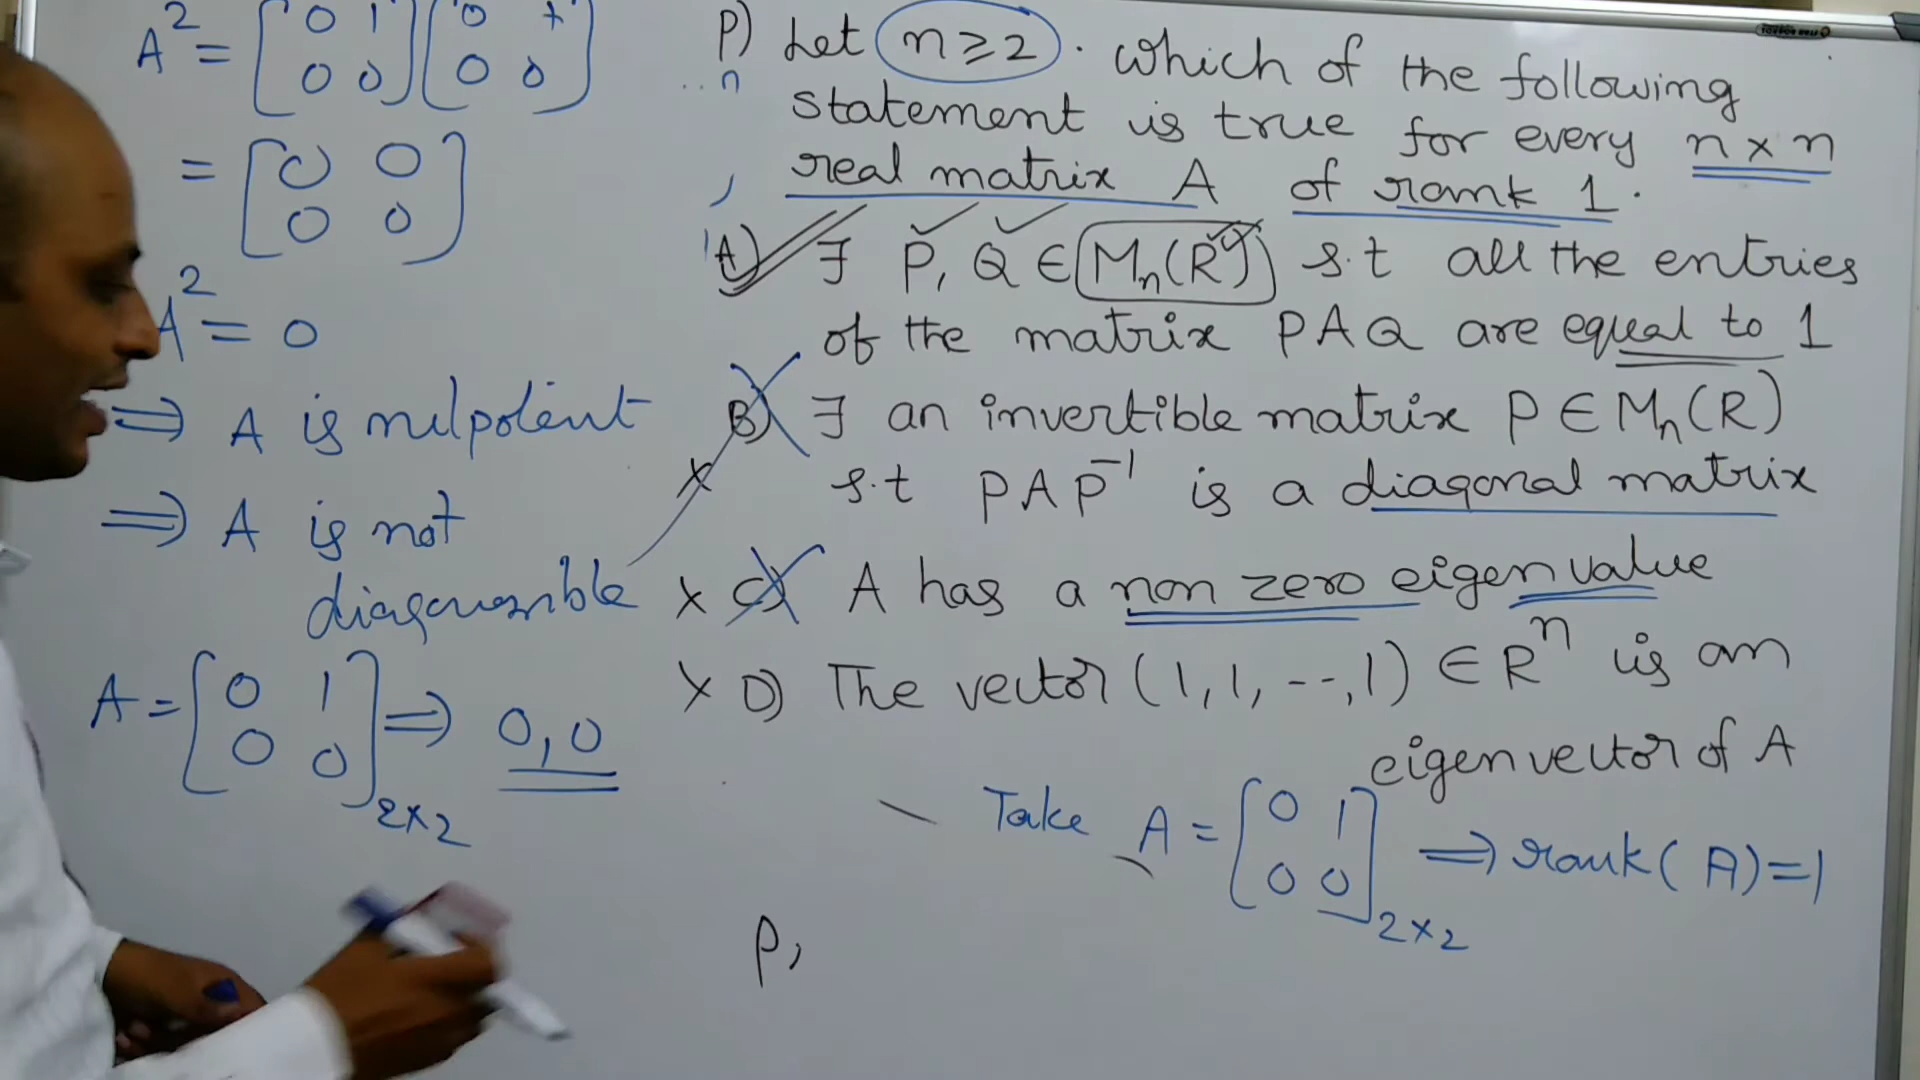 A² = [0 1] [0
0 0] [0 0]
= [0 0]
[0 0]
A² = 0
⇒ A is nilpotent
⇒ A is not
A = [0 1] ⇒ 0, 0
[0 0] 2×2
P) Let n ≥ 2. which of the following
statement is true for every n × n
real matrix A of rank 1.
A) ∃ P, Q ∈ Mn(R) s.t all the entries
of the matrix PAQ are equal to 1
B) ∃ an invertible matrix P ∈ Mn(R)
s.t PAP⁻¹ is a diagonal matrix
x C) A has a non zero eigen value
x D) The vector (1, 1, --, 1) ∈ Rⁿ is an
eigen vector of A
Take A = [0 1] ⇒ rank(A) = 1
[0 0] 2×2
P,